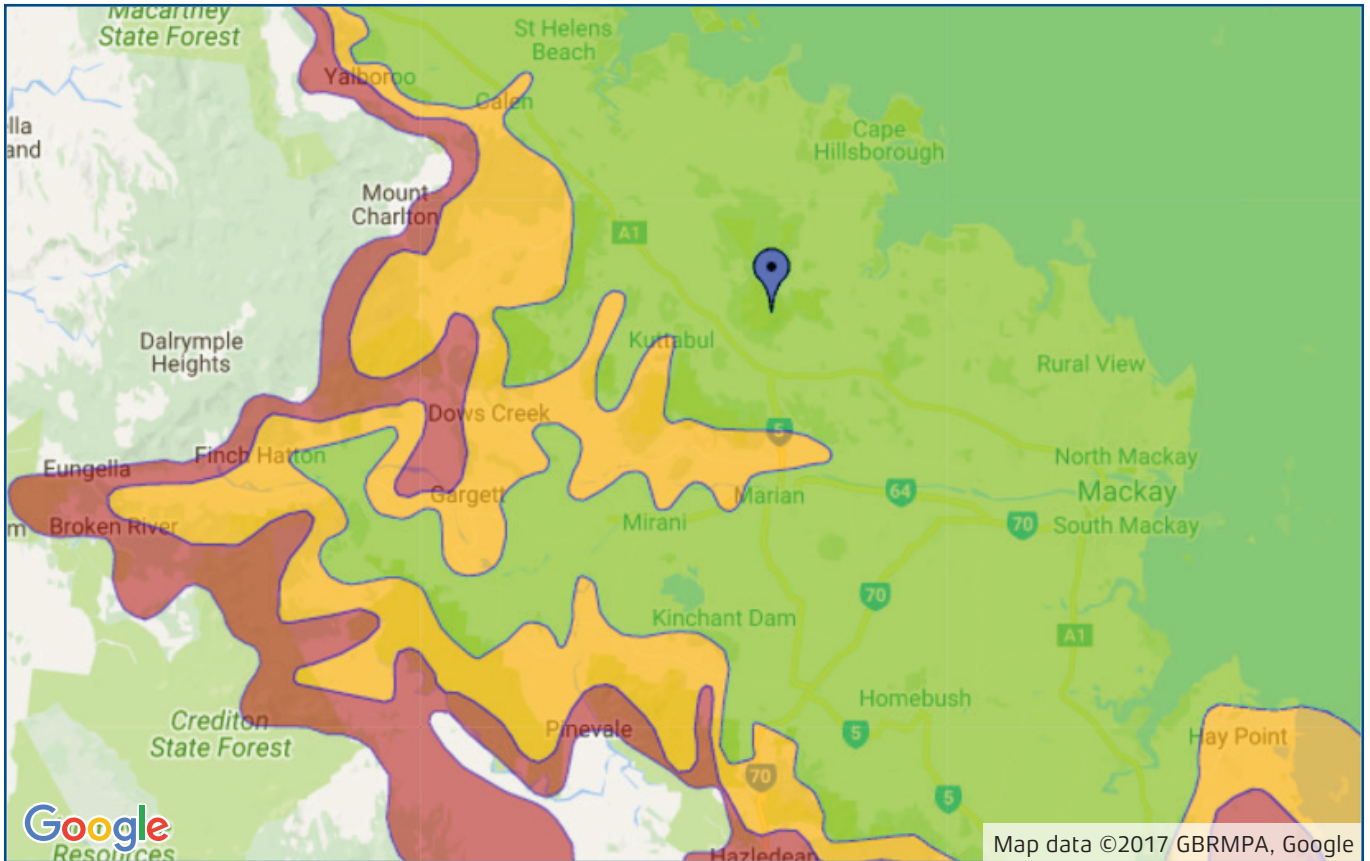 Macartney
State Forest
St Helens
Beach
Yalboroo
Calen
ella
and
Cape
Hillsborough
Mount
Charlton
A1
Dalrymple
Heights
Kuttabul
Rural View
Dows Creek
5
Finch Hatton
Eungella
North Mackay
Gargett
Marian
64
Mackay
m
Broken River
Mirani
70
South Mackay
70
Kinchant Dam
A1
Homebush
Crediton
State Forest
Pinevale
5
Hay Point
70
5
Google
Resources
Hazledean
Map data ©2017 GBRMPA, Google